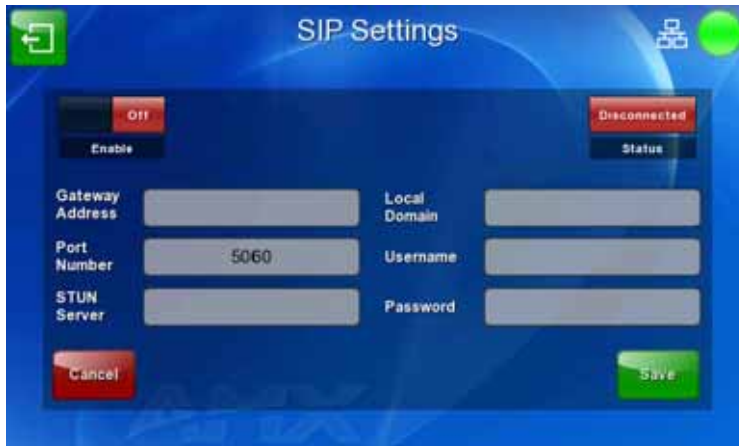 SIP Settings
Off
Enable
Disconnected
Status
Gateway
Address
Local
Domain
Port
Number
5060
Username
STUN
Server
Password
Cancel
Save
AMX